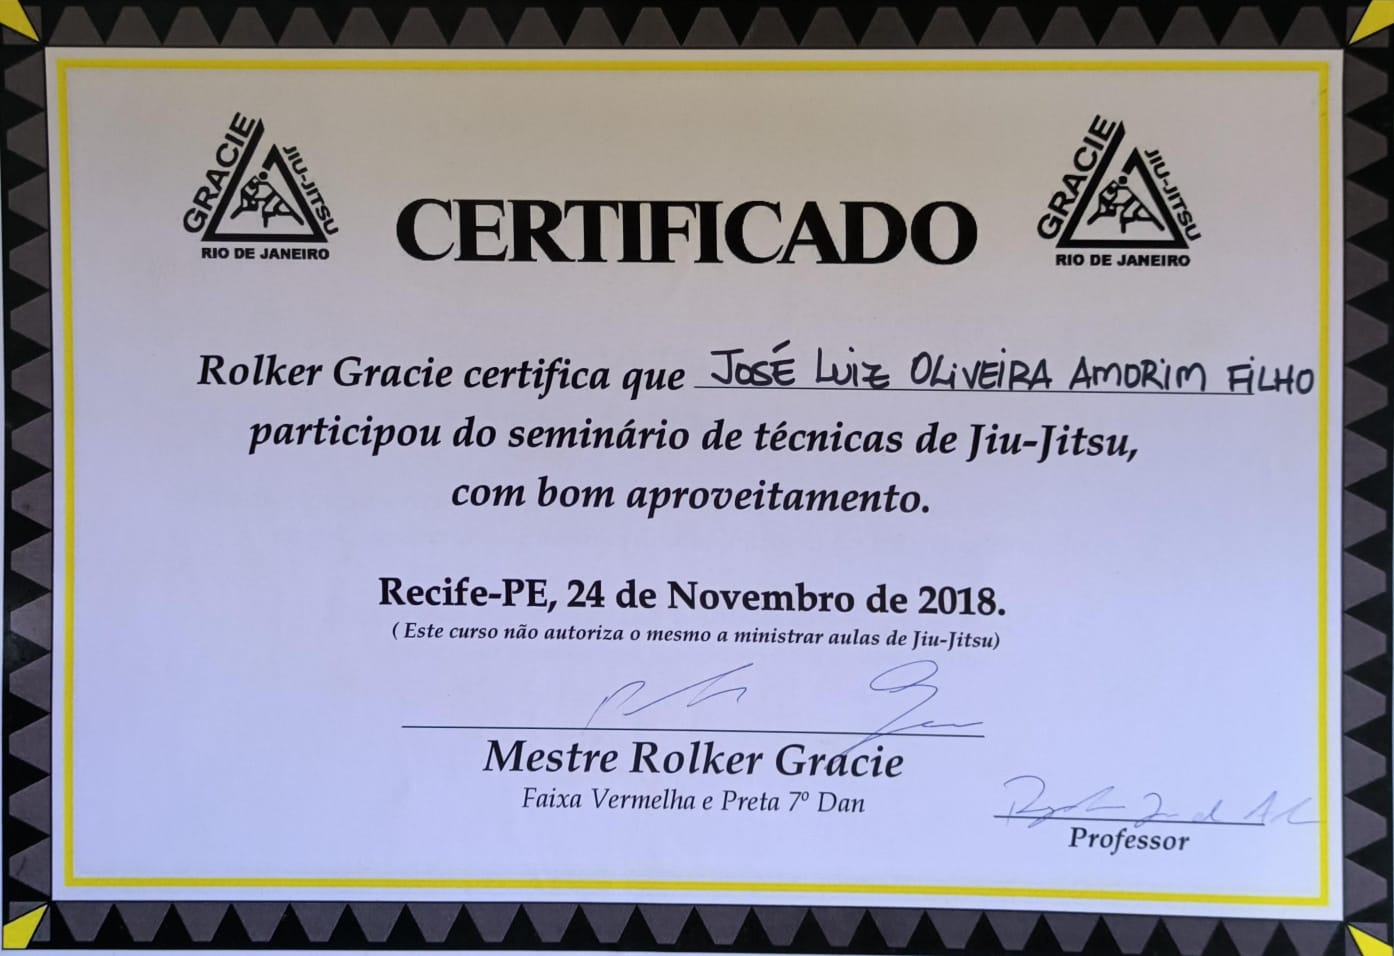 GRACIE
JIU-JITSU
RIO DE JANEIRO
CERTIFICADO
GRACIE
JIU-JITSU
RIO DE JANEIRO
Rolker Gracie certifica que JOSÉ LUIZ OLIVEIRA AMORIM FILHO
participou do seminário de técnicas de Jiu-Jitsu,
com bom aproveitamento.
Recife-PE, 24 de Novembro de 2018.
( Este curso não autoriza o mesmo a ministrar aulas de Jiu-Jitsu)
Mestre Rolker Gracie
Faixa Vermelha e Preta 7º Dan
Professor